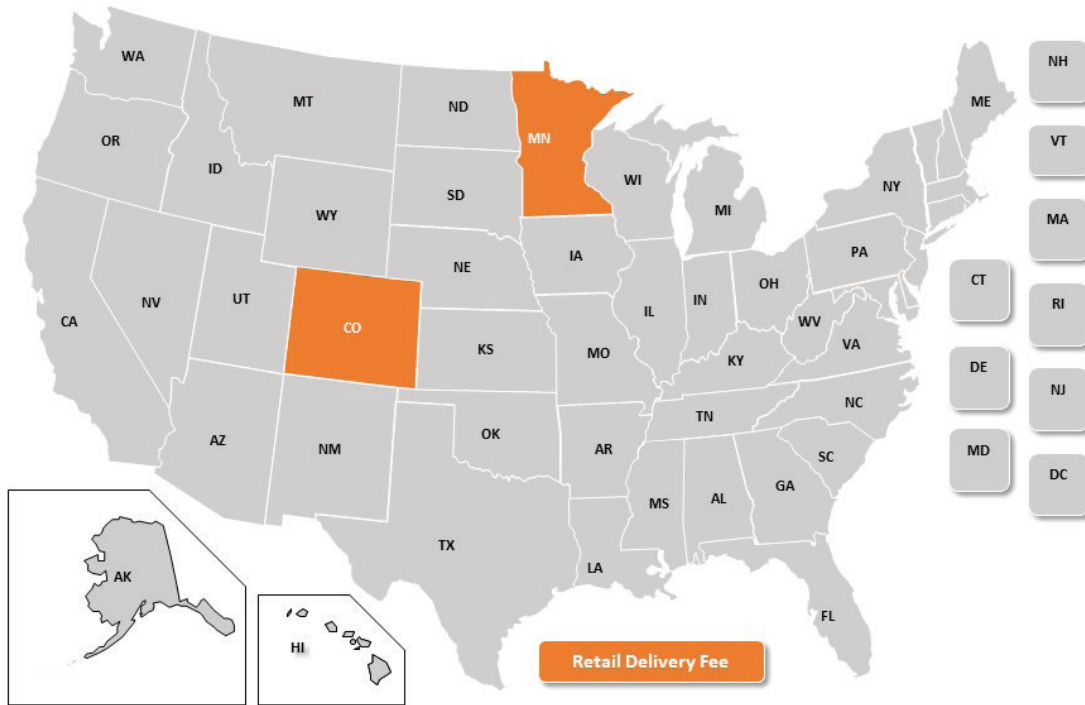 WA
MT
ND
MN
OR
ID
SD
WY
WI
MI
NY
ME
NH
VT
MA
RI
NJ
DC
CT
DE
MD
CA
NV
UT
CO
NE
IA
KS
MO
IL
IN
OH
PA
WV
VA
KY
NC
TN
SC
AZ
NM
OK
AR
TX
LA
MS
AL
GA
FL
AK
HI
Retail Delivery Fee